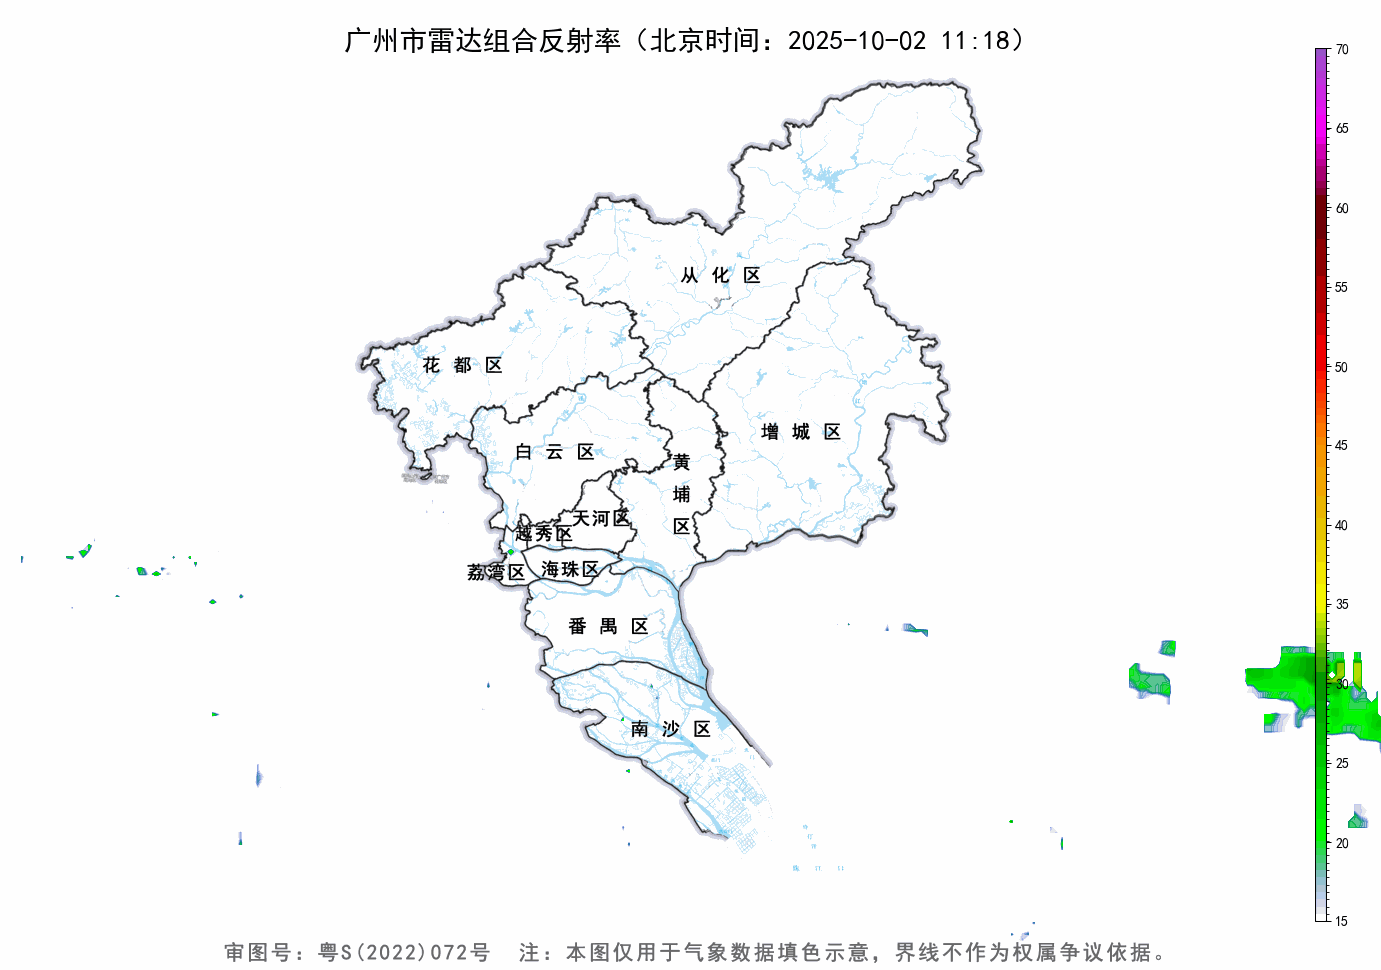 广州市雷达组合反射率（北京时间：2025-10-02 11:18）
70
65
60
55
50
45
40
35
30
25
20
15
从化区
花都区
增城区
白云区
黄埔区
天河区
越秀区
海珠区
荔湾区
番禺区
南沙区
审图号：粤S(2022)072号 注：本图仅用于气象数据填色示意，界线不作为权属争议依据。